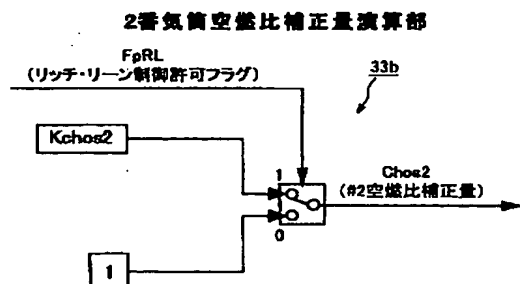 2番気筒空燃比補正量演算部
FpRL
(リッチ・リーン制御許可フラグ)
33b
Kchos2
1
Chos2
(#2空燃比補正量)
0
1